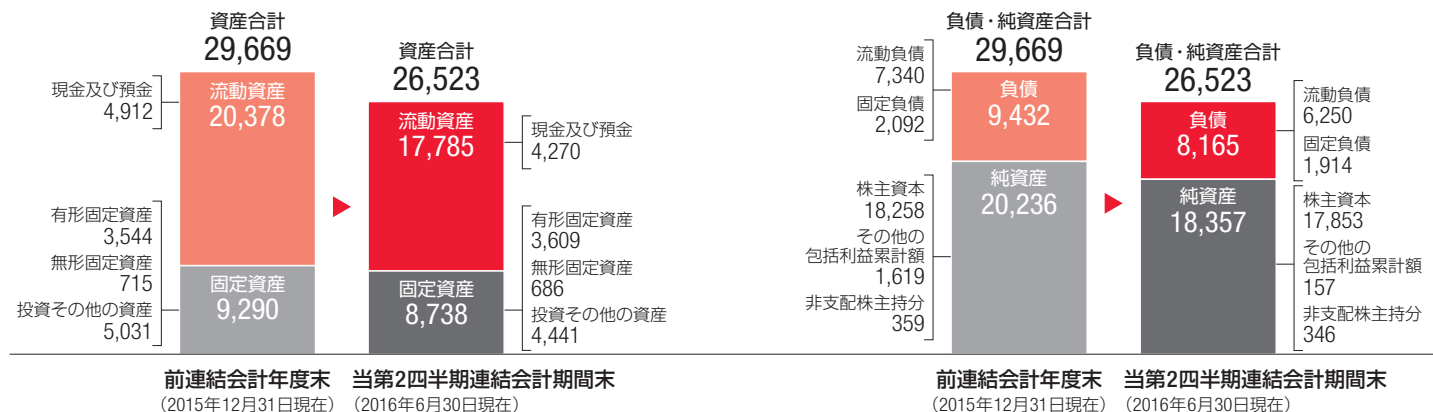 資産合計
29,669
現金及び預金
4,912
流動資産
20,378
有形固定資産
3,544
無形固定資産
715
投資その他の資産
5,031
固定資産
9,290
前連結会計年度末
（2015年12月31日現在）
資産合計
26,523
流動資産
17,785
現金及び預金
4,270
固定資産
8,738
有形固定資産
3,609
無形固定資産
686
投資その他の資産
4,441
当第2四半期連結会計期間末
（2016年6月30日現在）
負債・純資産合計
29,669
流動負債
7,340
固定負債
2,092
負債
9,432
株主資本
18,258
その他の
包括利益累計額
1,619
非支配株主持分
359
純資産
20,236
前連結会計年度末
（2015年12月31日現在）
負債・純資産合計
26,523
負債
8,165
流動負債
6,250
固定負債
1,914
純資産
18,357
株主資本
17,853
その他の
包括利益累計額
157
非支配株主持分
346
当第2四半期連結会計期間末
（2016年6月30日現在）